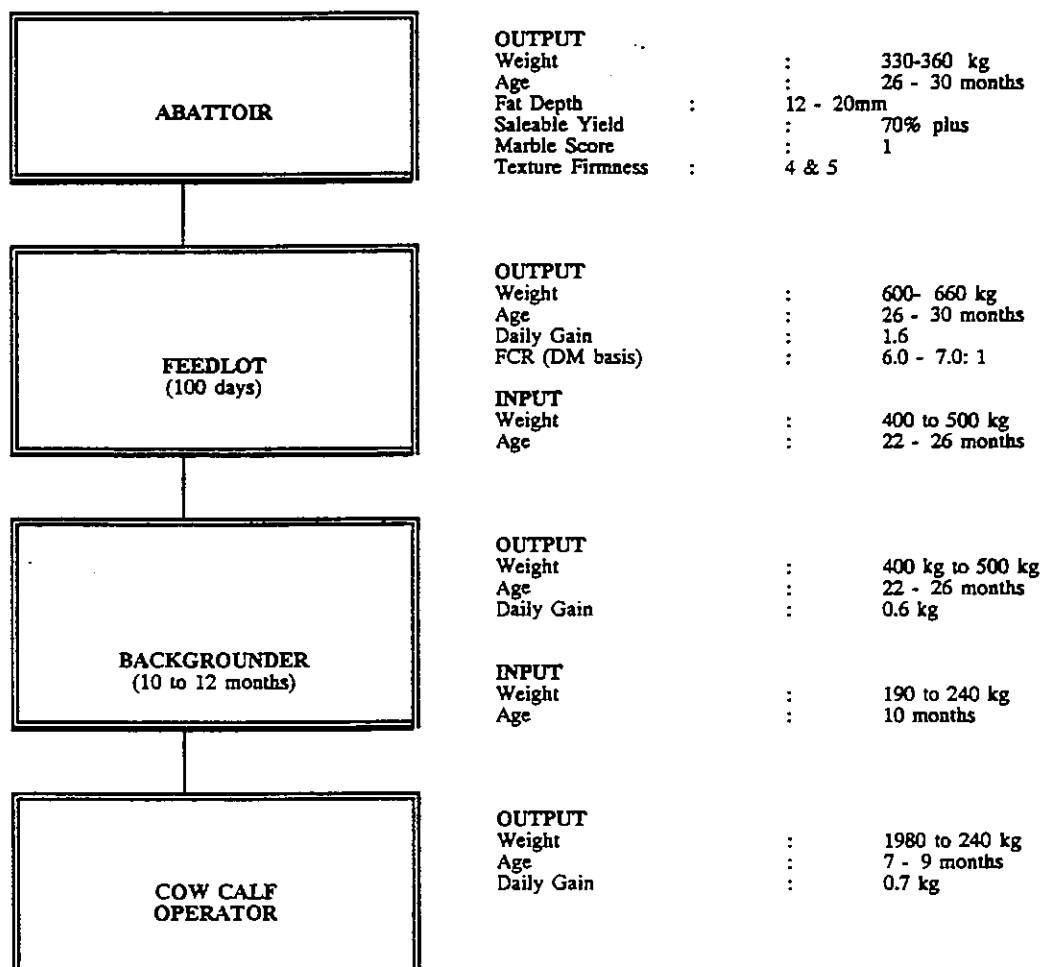 ABATTOIR
OUTPUT
Weight : 330-360 kg
Age : 26 - 30 months
Fat Depth : 12 - 20mm
Saleable Yield : 70% plus
Marble Score : 1
Texture Firmness : 4 & 5
FEEDLOT
(100 days)
OUTPUT
Weight : 600- 660 kg
Age : 26 - 30 months
Daily Gain : 1.6
FCR (DM basis) : 6.0 - 7.0: 1
INPUT
Weight : 400 to 500 kg
Age : 22 - 26 months
BACKGROUNDER
(10 to 12 months)
OUTPUT
Weight : 400 kg to 500 kg
Age : 22 - 26 months
Daily Gain : 0.6 kg
INPUT
Weight : 190 to 240 kg
Age : 10 months
COW CALF
OPERATOR
OUTPUT
Weight : 1980 to 240 kg
Age : 7 - 9 months
Daily Gain : 0.7 kg